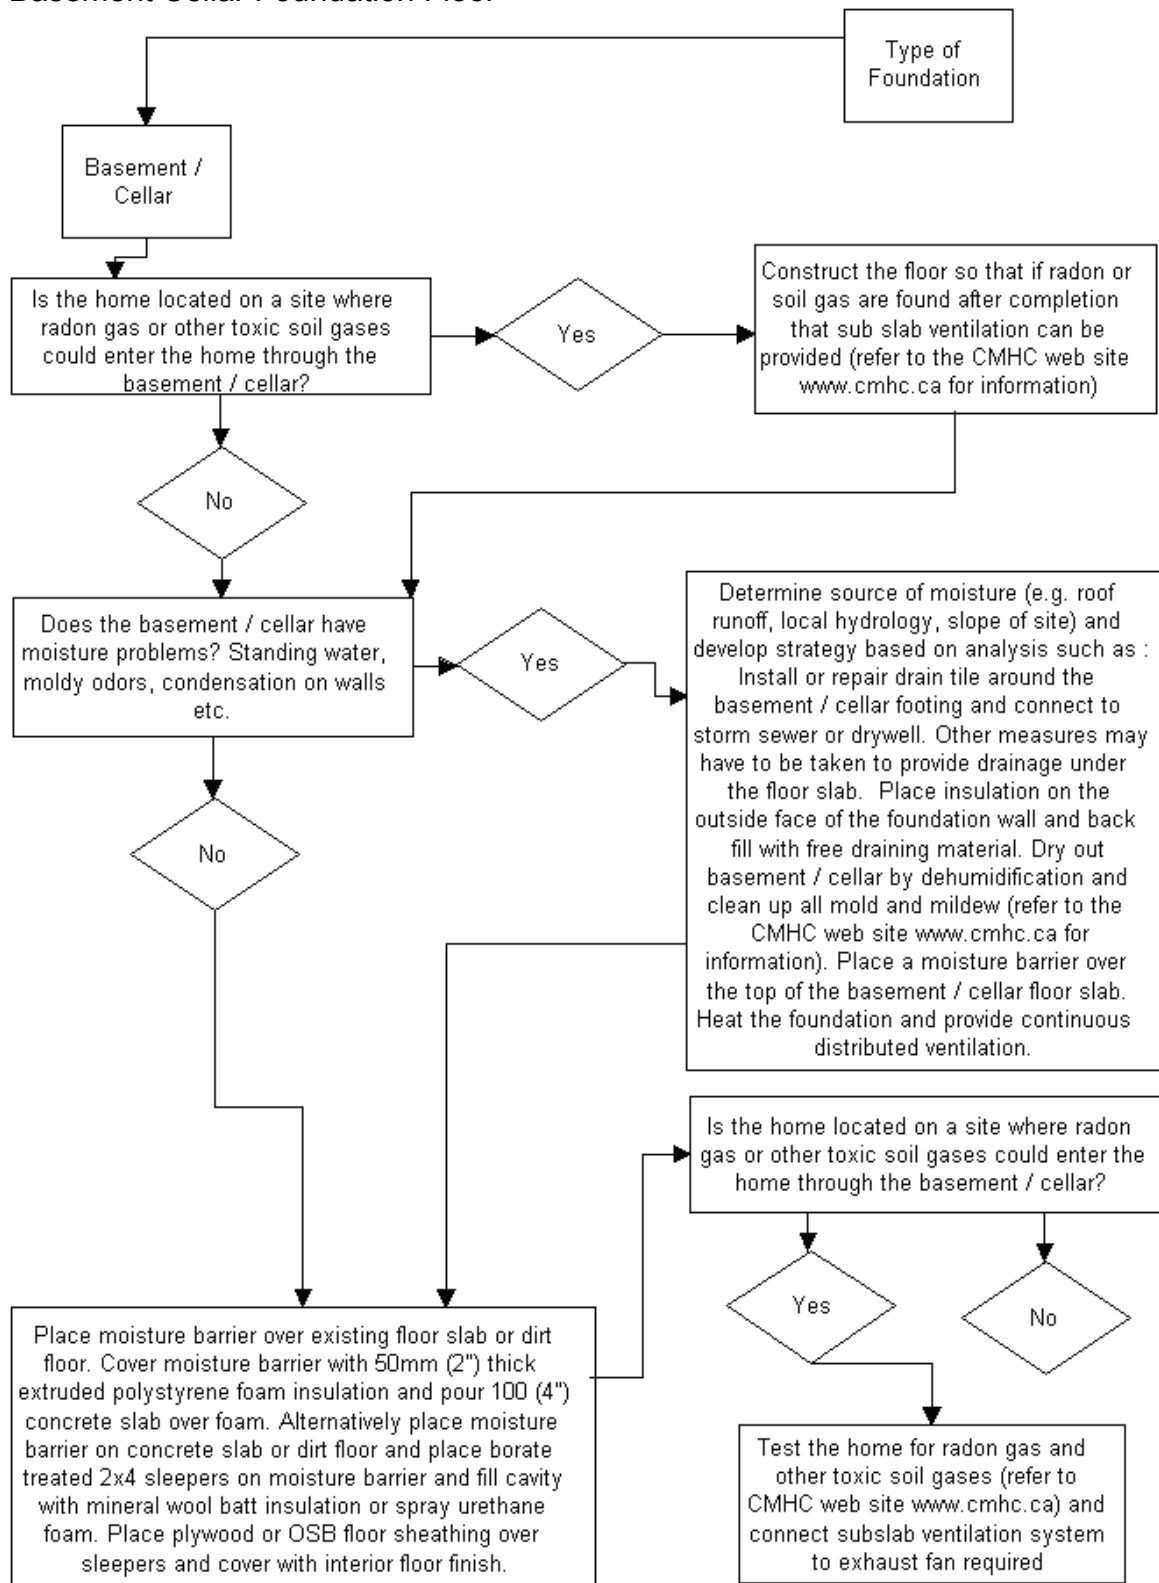 Basement Cellar Foundation Floor
Type of
Foundation
Basement /
Cellar
Is the home located on a site where
radon gas or other toxic soil gases
could enter the home through the
basement / cellar?
Yes
Construct the floor so that if radon or
soil gas are found after completion
that sub slab ventilation can be
provided (refer to the CMHC web site
www.cmhc.ca for information)
No
Does the basement / cellar have
moisture problems? Standing water,
moldy odors, condensation on walls
etc.
Yes
Determine source of moisture (e.g. roof
runoff, local hydrology, slope of site) and
develop strategy based on analysis such as :
Install or repair drain tile around the
basement / cellar footing and connect to
storm sewer or drywell. Other measures may
have to be taken to provide drainage under
the floor slab. Place insulation on the
outside face of the foundation wall and back
fill with free draining material. Dry out
basement / cellar by dehumidification and
clean up all mold and mildew (refer to the
CMHC web site www.cmhc.ca for
information). Place a moisture barrier over
the top of the basement / cellar floor slab.
Heat the foundation and provide continuous
distributed ventilation.
No
Is the home located on a site where radon
gas or other toxic soil gases could enter the
home through the basement / cellar?
Yes
No
Place moisture barrier over existing floor slab or dirt
floor. Cover moisture barrier with 50mm (2") thick
extruded polystyrene foam insulation and pour 100 (4")
concrete slab over foam. Alternatively place moisture
barrier on concrete slab or dirt floor and place borate
treated 2x4 sleepers on moisture barrier and fill cavity
with mineral wool batt insulation or spray urethane
foam. Place plywood or OSB floor sheathing over
sleepers and cover with interior floor finish.
Test the home for radon gas and
other toxic soil gases (refer to
CMHC web site www.cmhc.ca) and
connect subslab ventilation system
to exhaust fan required